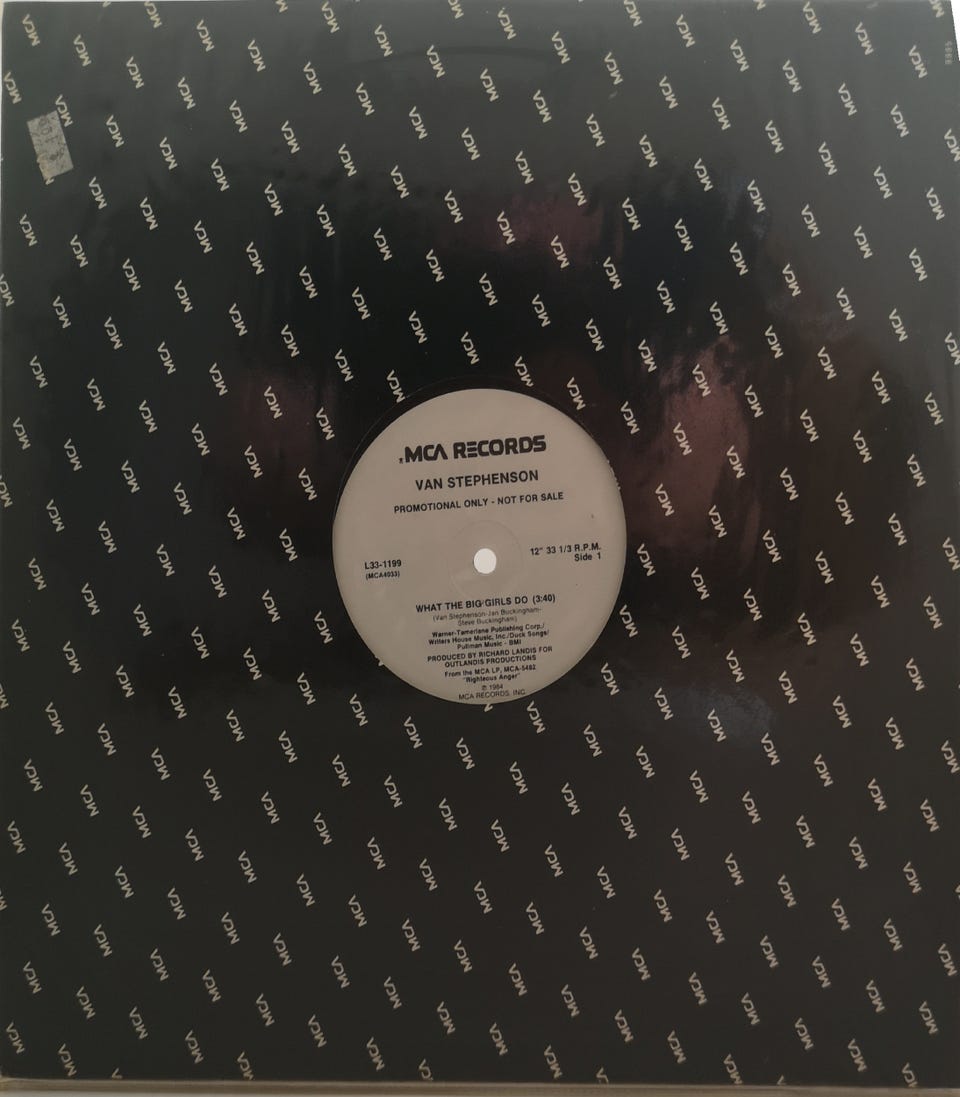 MCA RECORDS
VAN STEPHENSON
PROMOTIONAL ONLY - NOT FOR SALE
L33-1199
(MCA4033)
12" 33 1/3 R.P.M.
Side 1
WHAT THE BIG GIRLS DO (3:40)
(Van Stephenson-Jan Buckingham-
Steve Buckingham)
Warner-Tamerlane Publishing Corp./
Writers House Music, Inc./Duck Songs/
Pullman Music - BMI
PRODUCED BY RICHARD LANDIS FOR
OUTLANDIS PRODUCTIONS
From the MCA LP, MCA-5482
"Righteous Anger"
℗ 1984
MCA RECORDS, INC.
MCA